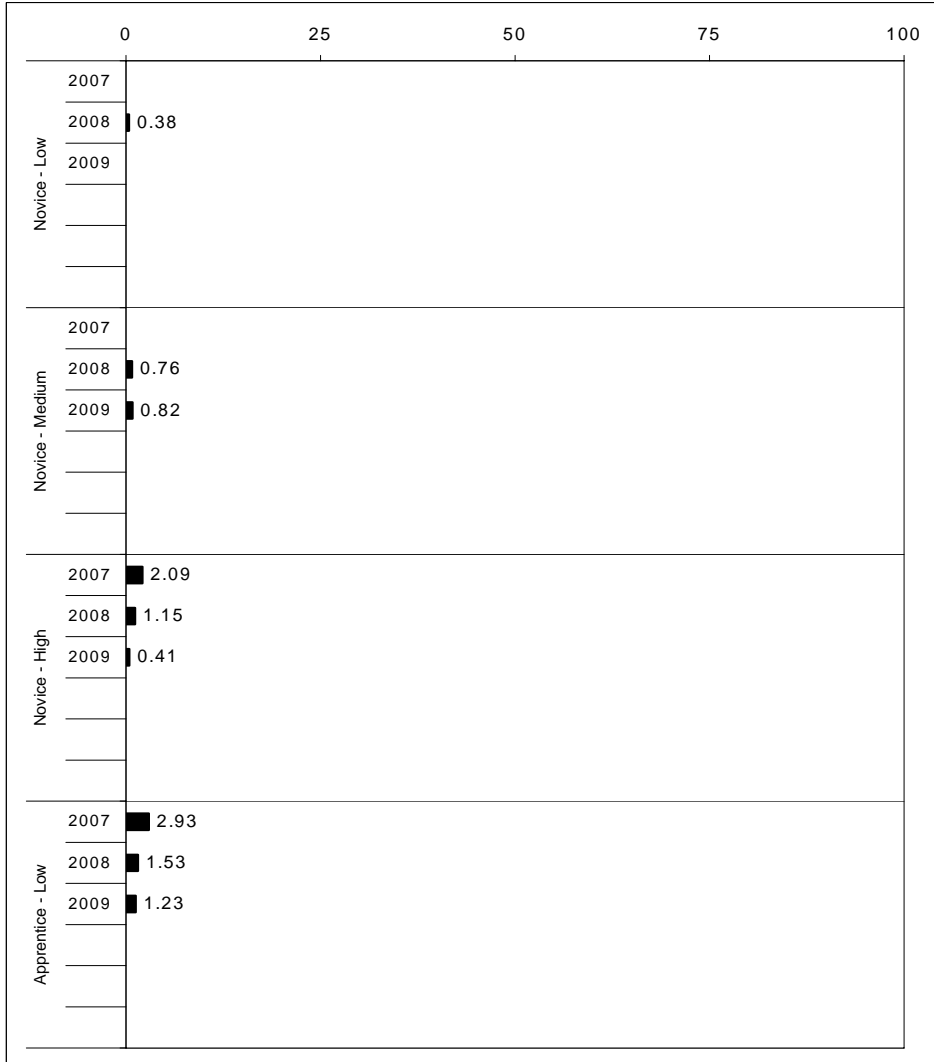 0 25 50 75 100
Novice - Low
2007
2008 0.38
2009
Novice - Medium
2007
2008 0.76
2009 0.82
Novice - High
2007 2.09
2008 1.15
2009 0.41
Apprentice - Low
2007 2.93
2008 1.53
2009 1.23